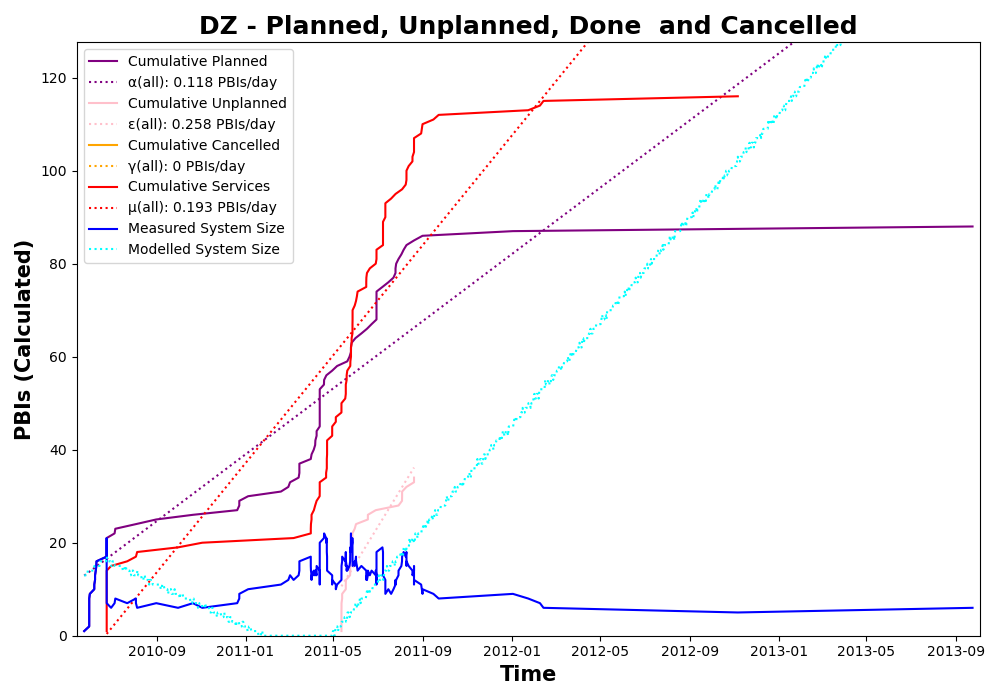 DZ - Planned, Unplanned, Done  and Cancelled
Cumulative Planned
α(all): 0.118 PBIs/day
Cumulative Unplanned
ε(all): 0.258 PBIs/day
Cumulative Cancelled
γ(all): 0 PBIs/day
Cumulative Services
μ(all): 0.193 PBIs/day
Measured System Size
Modelled System Size
PBIs (Calculated)
120
100
80
60
40
20
0
2010-09 2011-01 2011-05 2011-09 2012-01 2012-05 2012-09 2013-01 2013-05 2013-09
Time